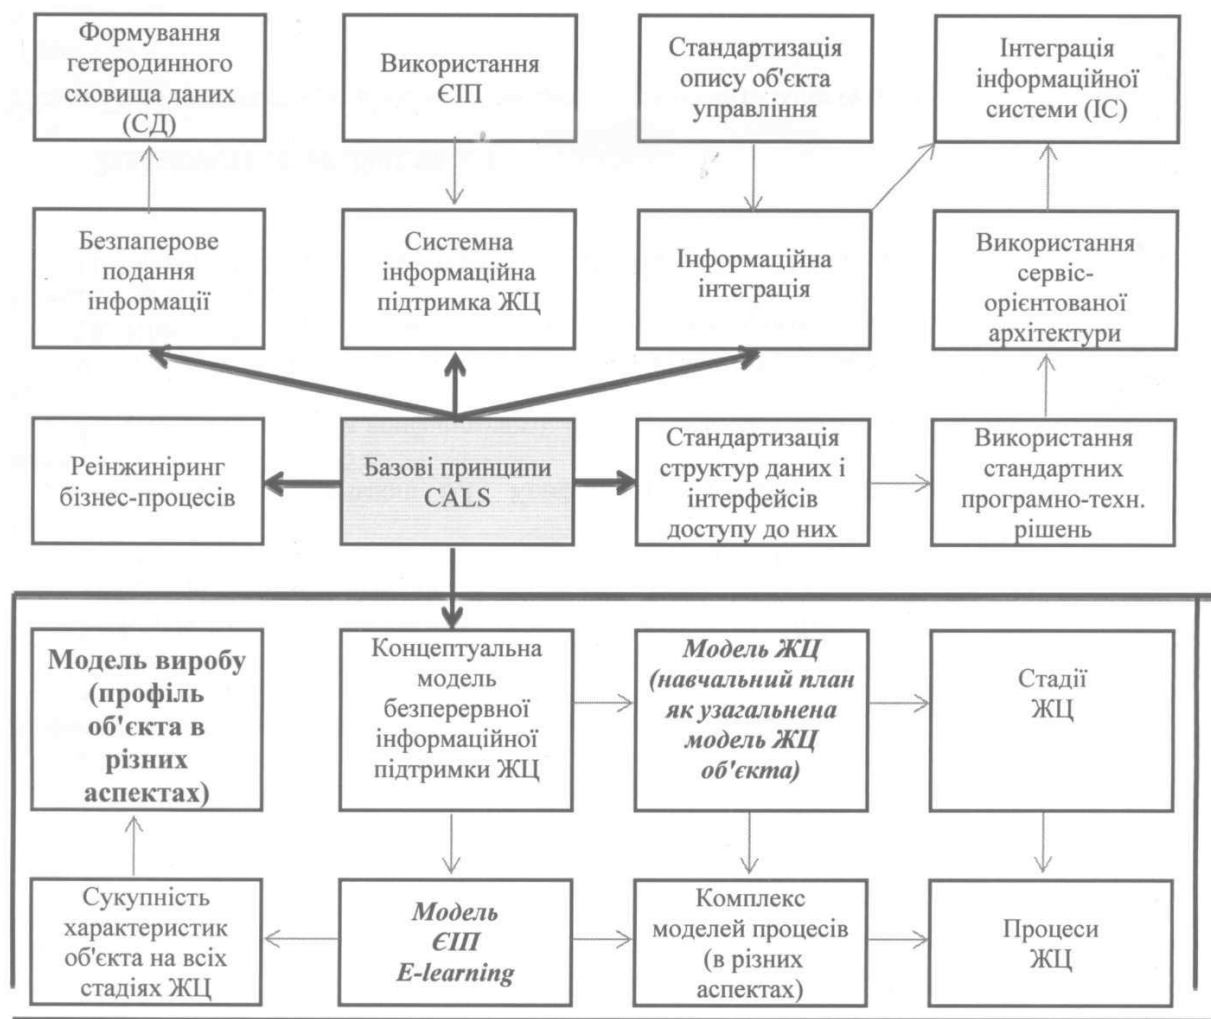 Формування
гетеродинного
сховища даних
(СД)
Використання
ЄІП
Стандартизація
опису об'єкта
управління
Інтеграція
інформаційної
системи (ІС)
Безпаперове
подання
інформації
Системна
інформаційна
підтримка ЖЦ
Інформаційна
інтеграція
Використання
сервіс-
орієнтованої
архітектури
Реінжиніринг
бізнес-процесів
Базові принципи
CALS
Стандартизація
структур даних і
інтерфейсів
доступу до них
Використання
стандартних
програмно-техн.
рішень
Модель виробу
(профіль
об'єкта в
різних
аспектах)
Концептуальна
модель
безперервної
інформаційної
підтримки ЖЦ
Модель ЖЦ
(навчальний план
як узагальнена
модель ЖЦ
об'єкта)
Стадії
ЖЦ
Сукупність
характеристик
об'єкта на всіх
стадіях ЖЦ
Модель
ЄІП
E-learning
Комплекс
моделей процесів
(в різних
аспектах)
Процеси
ЖЦ